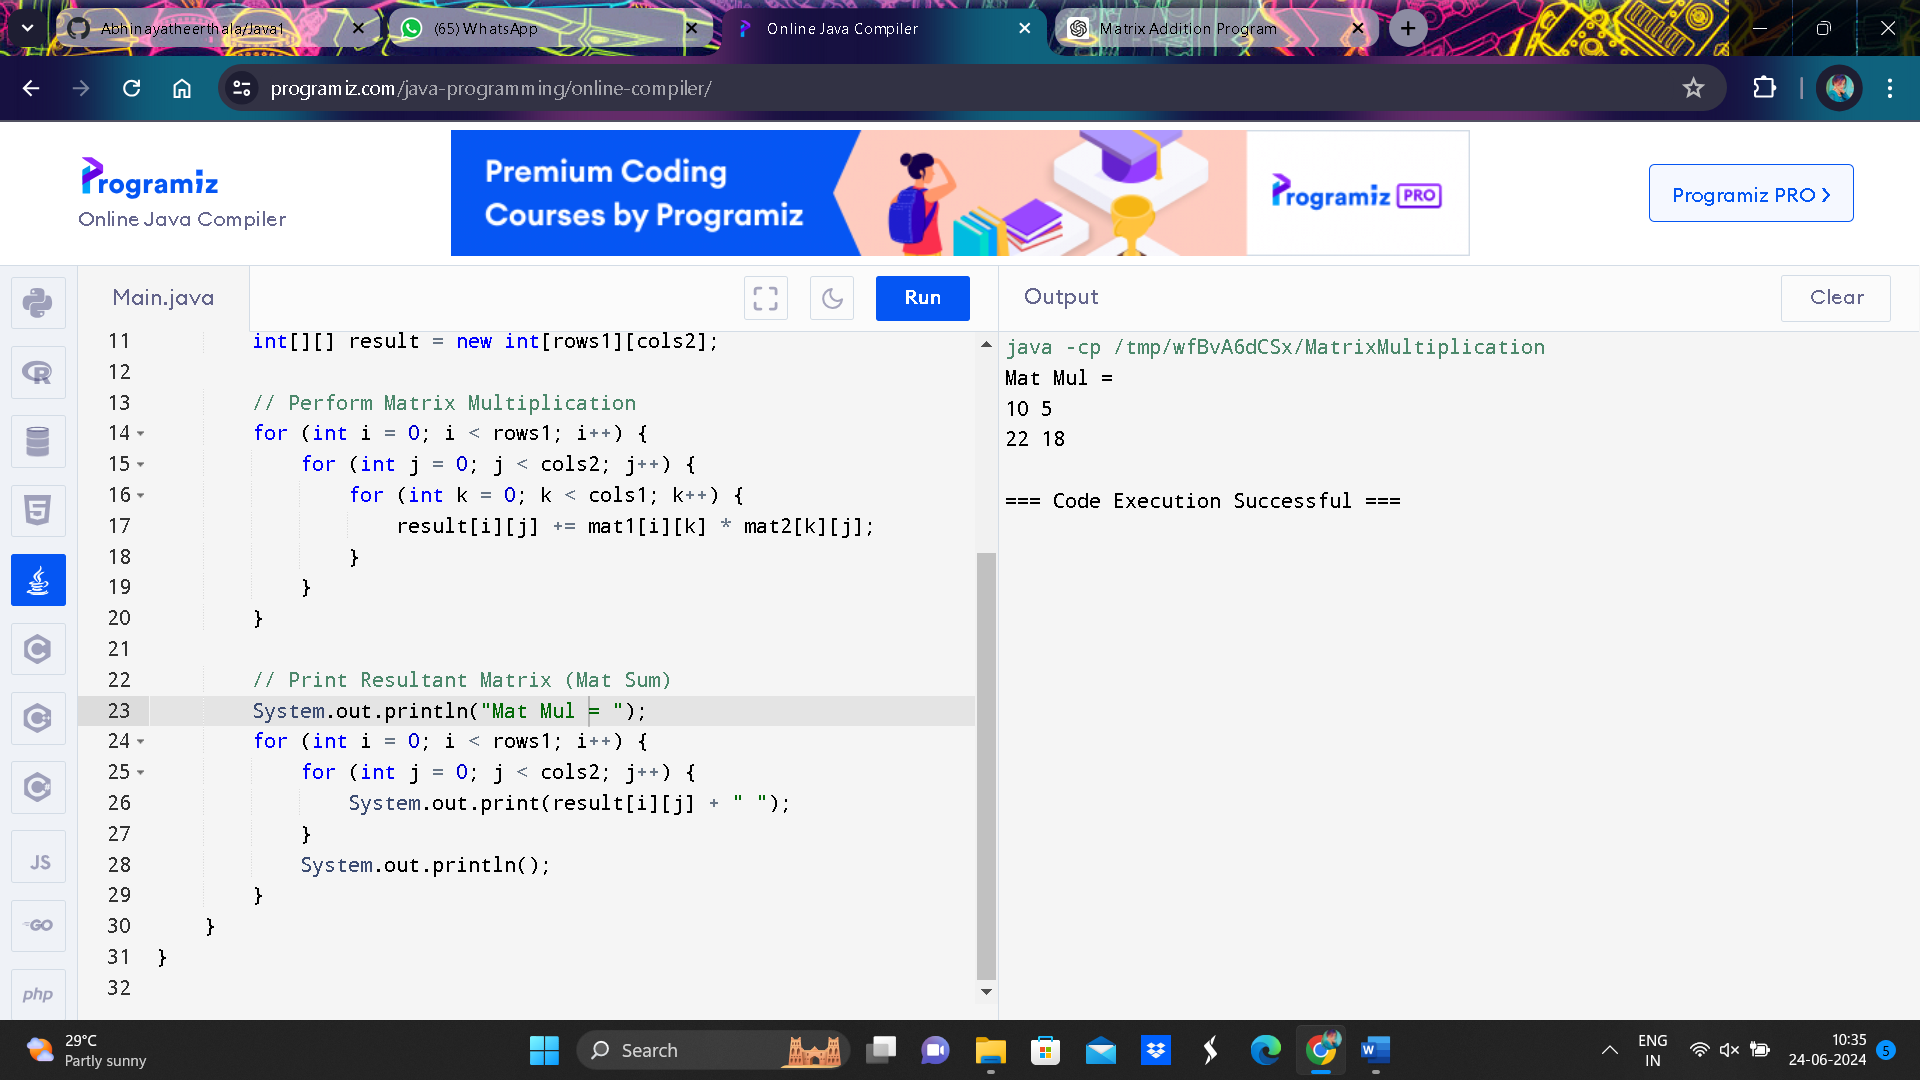 Abhinayatheerthala/Java1
(65) WhatsApp
Online Java Compiler
Matrix Addition Program
programiz.com/java-programming/online-compiler/
Programiz
Online Java Compiler
Premium Coding
Courses by Programiz
Programiz PRO
Programiz PRO >
Main.java
Run
Output
Clear
11 int[][] result = new int[rows1][cols2];
12
13 // Perform Matrix Multiplication
14 for (int i = 0; i < rows1; i++) {
15 for (int j = 0; j < cols2; j++) {
16 for (int k = 0; k < cols1; k++) {
17 result[i][j] += mat1[i][k] * mat2[k][j];
18 }
19 }
20 }
21
22 // Print Resultant Matrix (Mat Sum)
23 System.out.println("Mat Mul = ");
24 for (int i = 0; i < rows1; i++) {
25 for (int j = 0; j < cols2; j++) {
26 System.out.print(result[i][j] + " ");
27 }
28 System.out.println();
29 }
30 }
31 }
32
java -cp /tmp/wfBvA6dCSx/MatrixMultiplication
Mat Mul =
10 5
22 18
=== Code Execution Successful ===
R
5
C
C
C
JS
GO
php
29°C
Partly sunny
Search
W
ENG
IN
10:35
24-06-2024
5